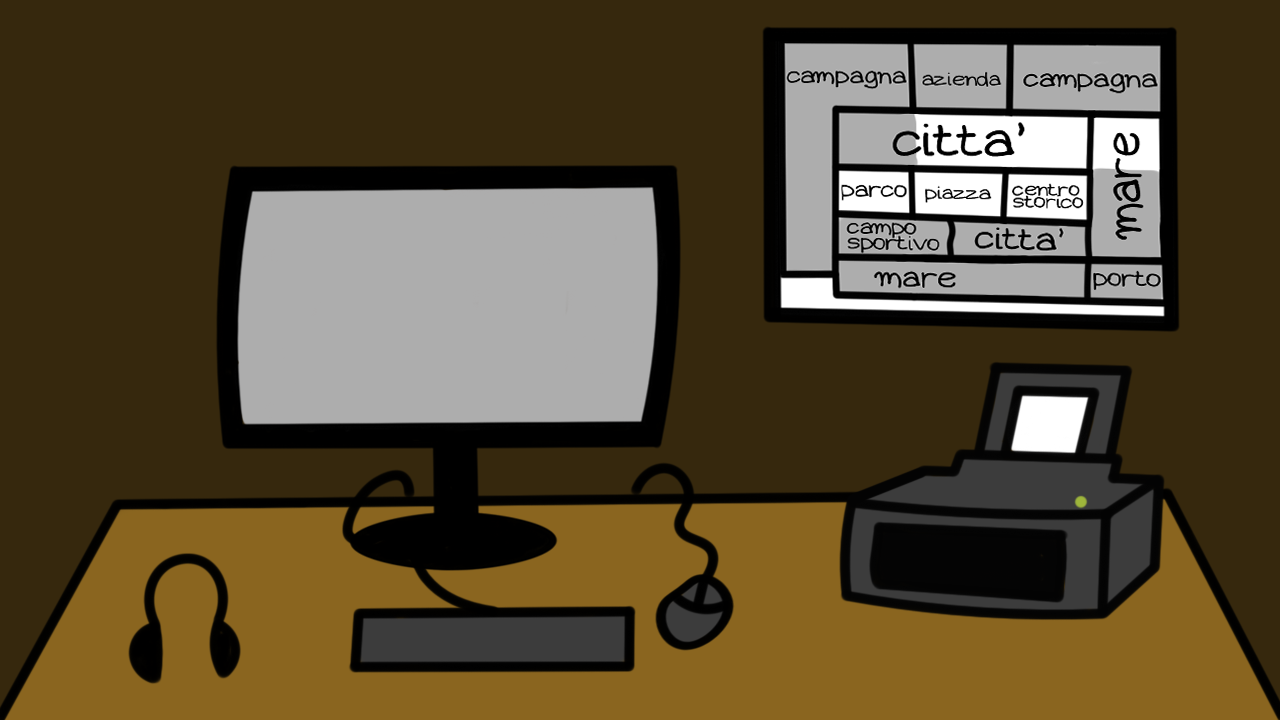 campagna
azienda
campagna
citta'
mare
parco
piazza
centro
storico
campo
sportivo
citta'
mare
porto